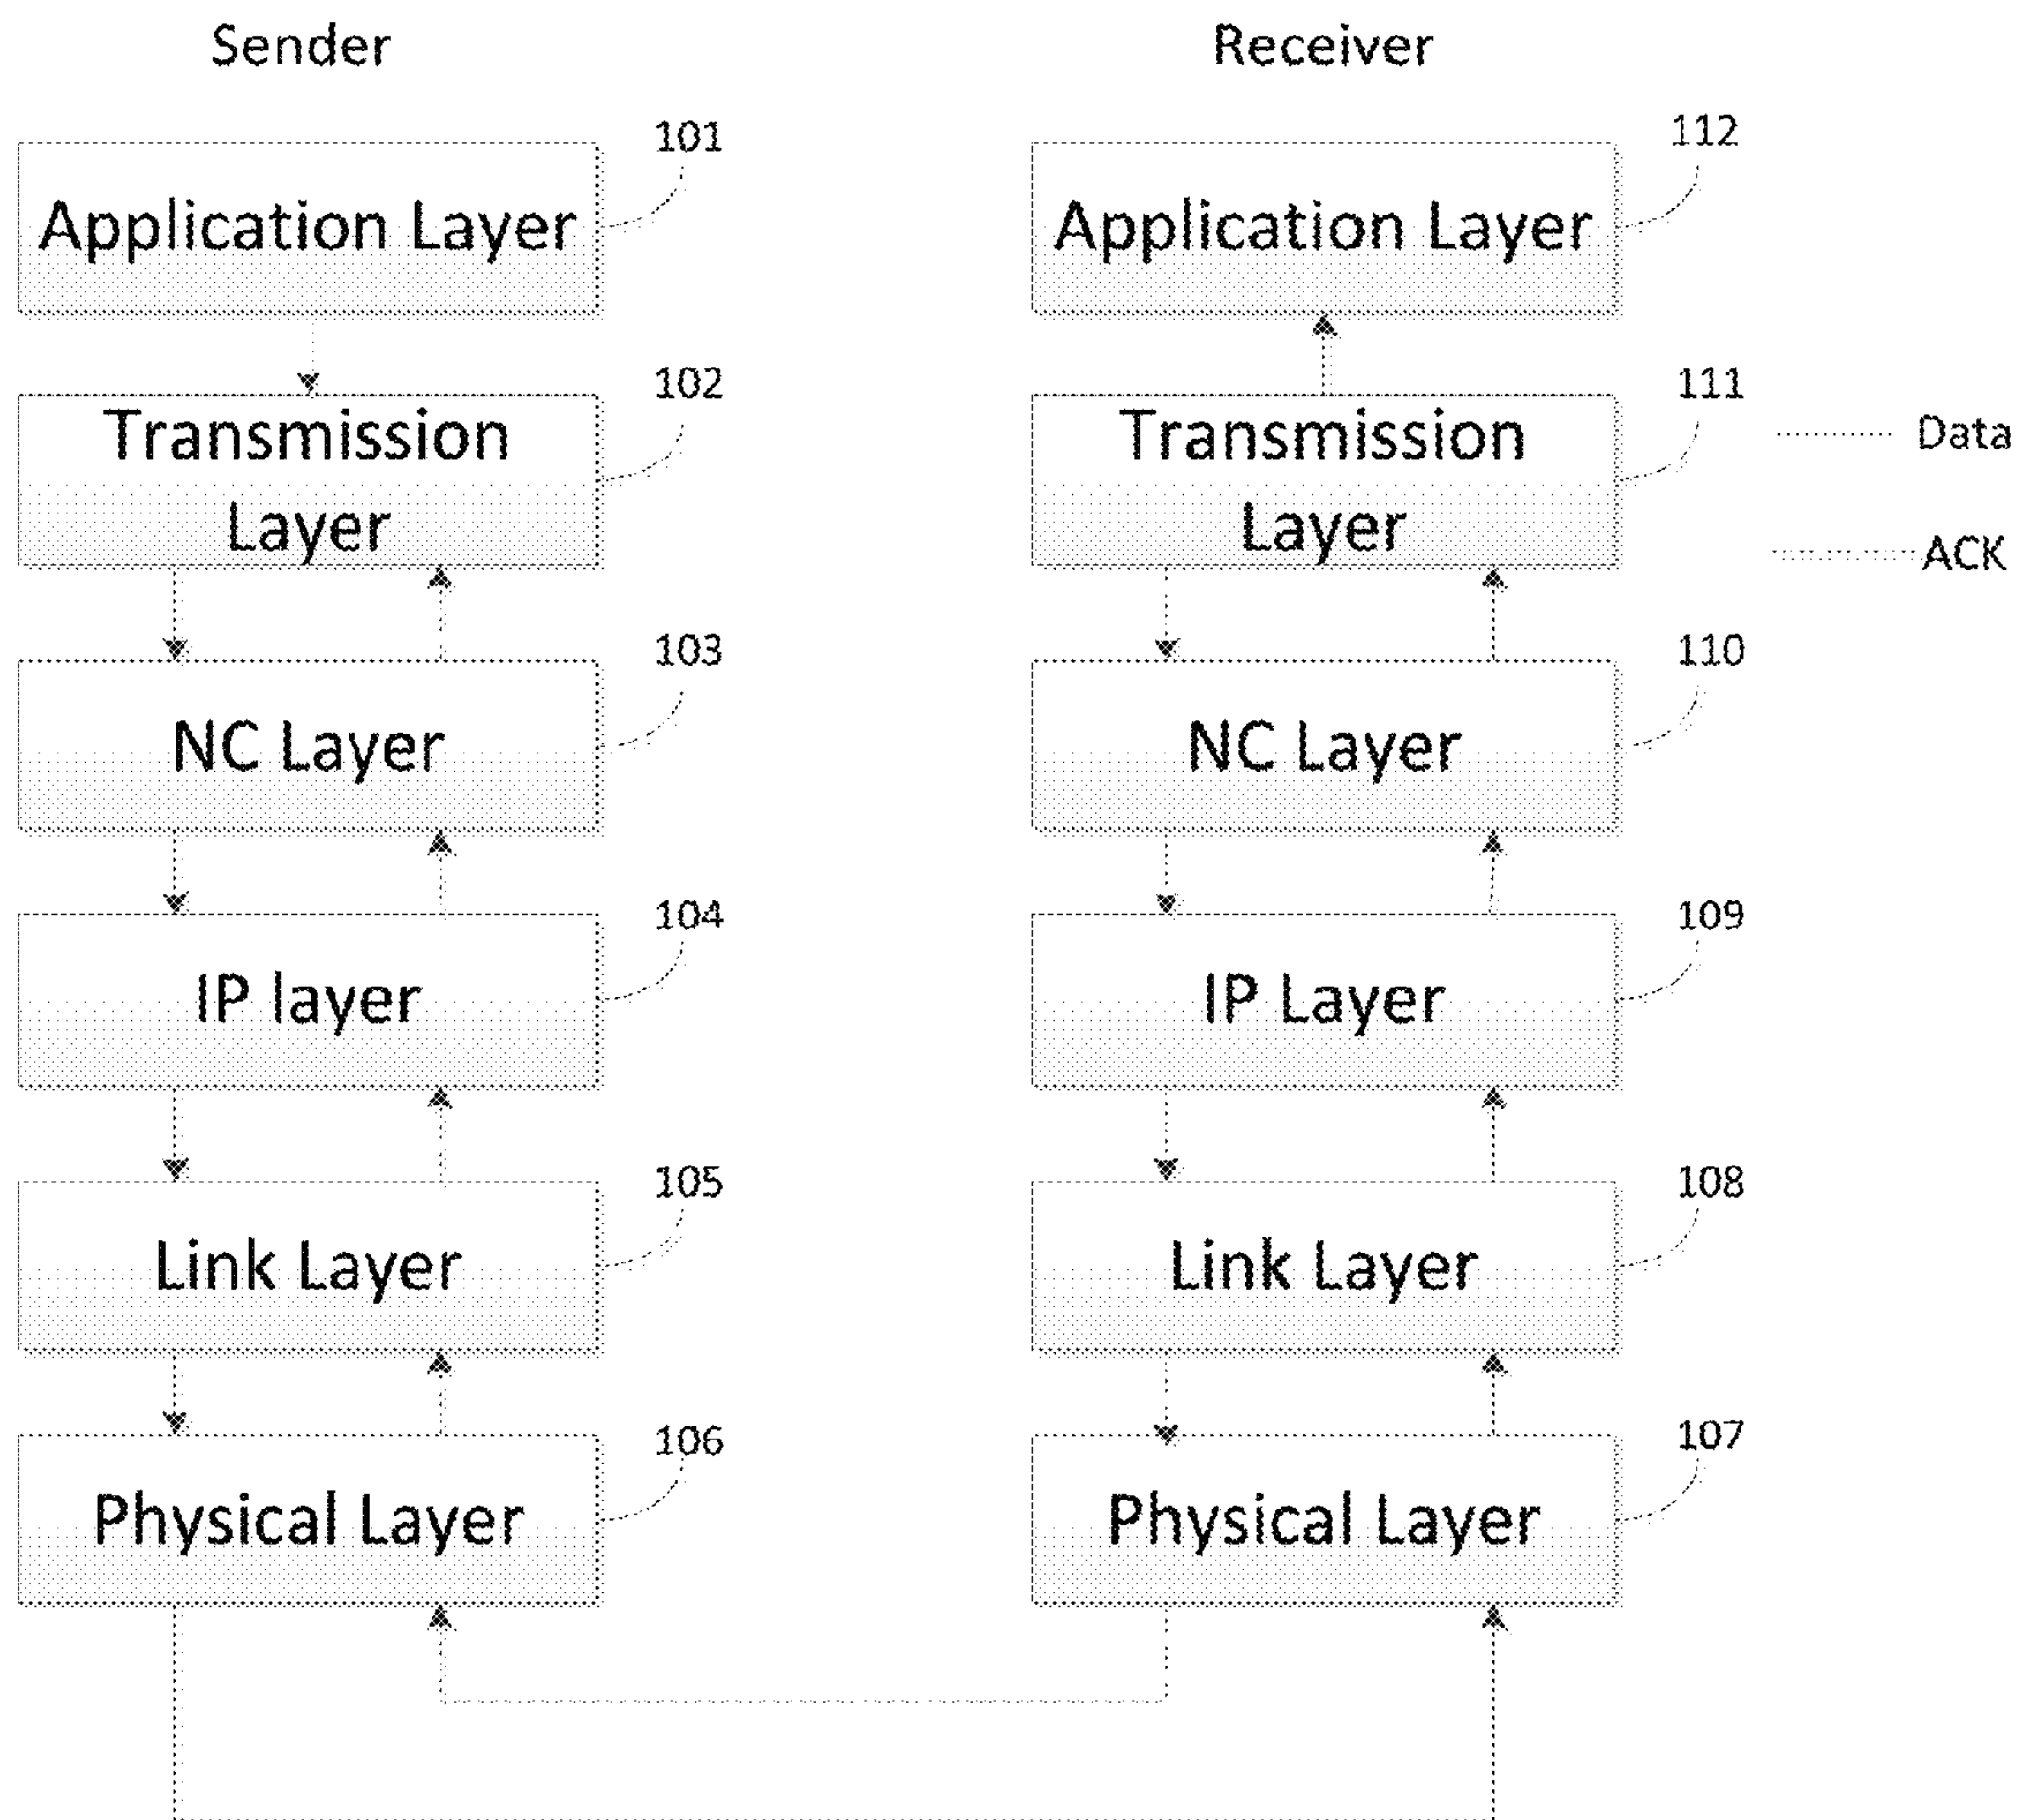 Sender
Receiver
101
112
Application Layer
Application Layer
102
111
Transmission
Layer
Transmission
Layer
Data
ACK
103
110
NC Layer
NC Layer
104
109
IP layer
IP Layer
105
108
Link Layer
Link Layer
106
107
Physical Layer
Physical Layer